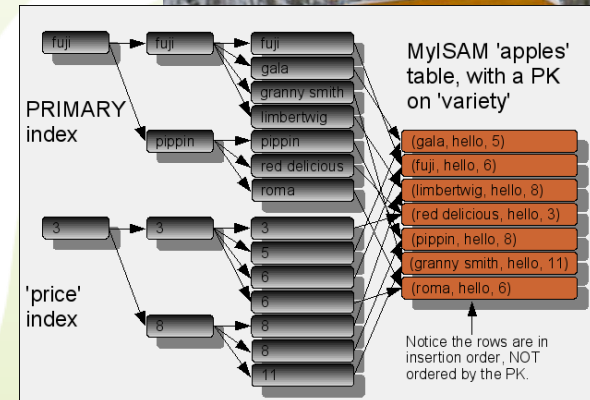 fuji
fuji
fuji
gala
granny smith
limbertwig
pippin
pippin
red delicious
roma
PRIMARY
index
3
3
3
5
6
6
8
8
8
11
'price'
index
MyISAM 'apples'
table, with a PK
on 'variety'
(gala, hello, 5)
(fuji, hello, 6)
(limbertwig, hello, 8)
(red delicious, hello, 3)
(pippin, hello, 8)
(granny smith, hello, 11)
(roma, hello, 6)
Notice the rows are in
insertion order, NOT
ordered by the PK.